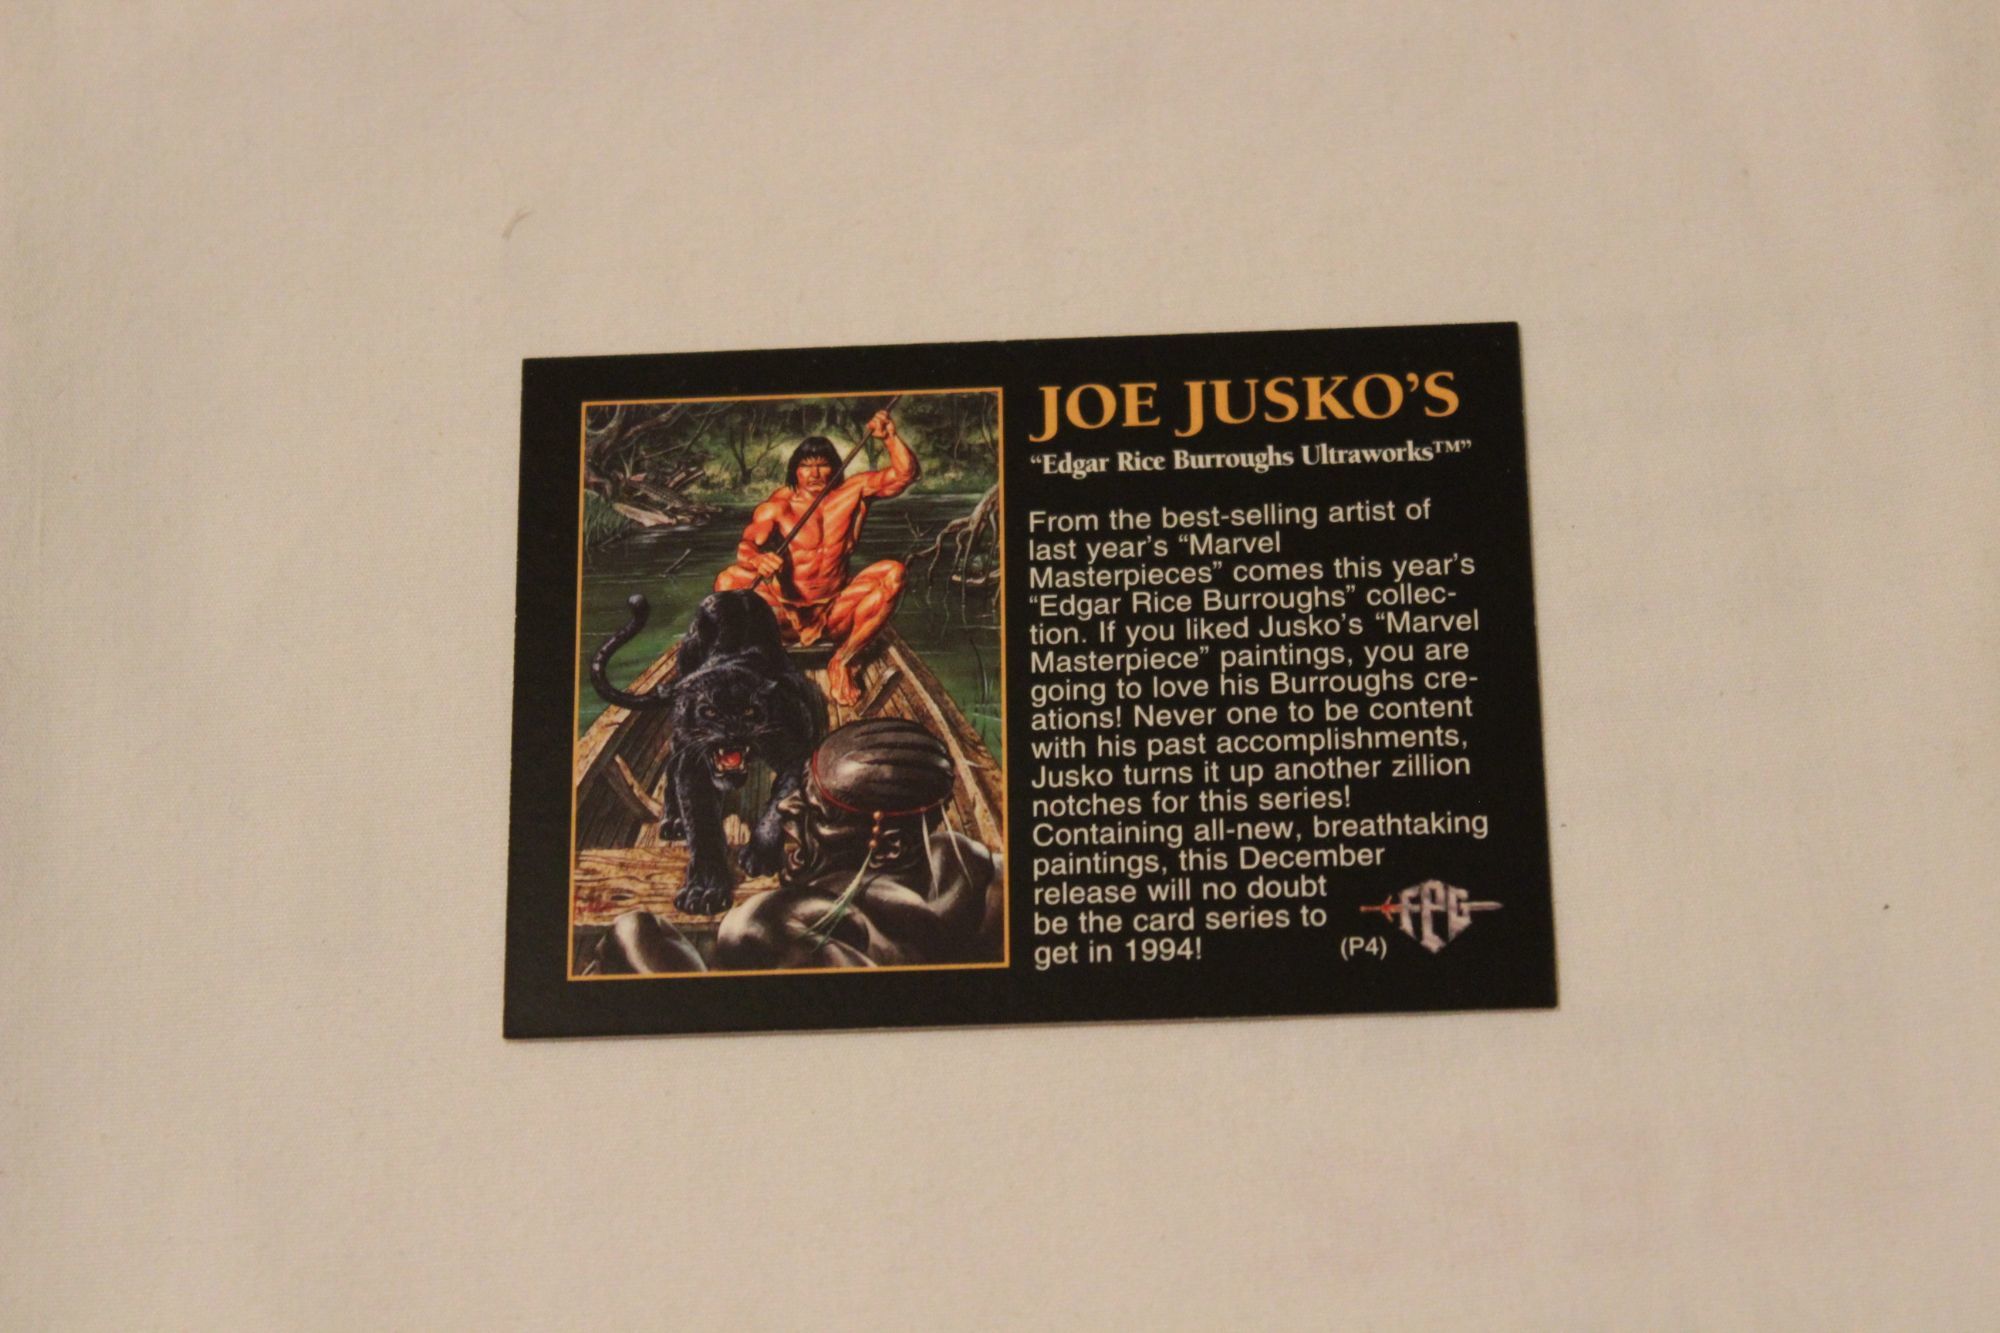 JOE JUSKO'S
“Edgar Rice Burroughs Ultraworks™”
From the best-selling artist of
last year's “Marvel
Masterpieces” comes this year's
“Edgar Rice Burroughs” collec-
tion. If you liked Jusko's “Marvel
Masterpiece” paintings, you are
going to love his Burroughs cre-
ations! Never one to be content
with his past accomplishments,
Jusko turns it up another zillion
notches for this series!
Containing all-new, breathtaking
paintings, this December
release will no doubt
be the card series to
get in 1994!
(P4)
FPG